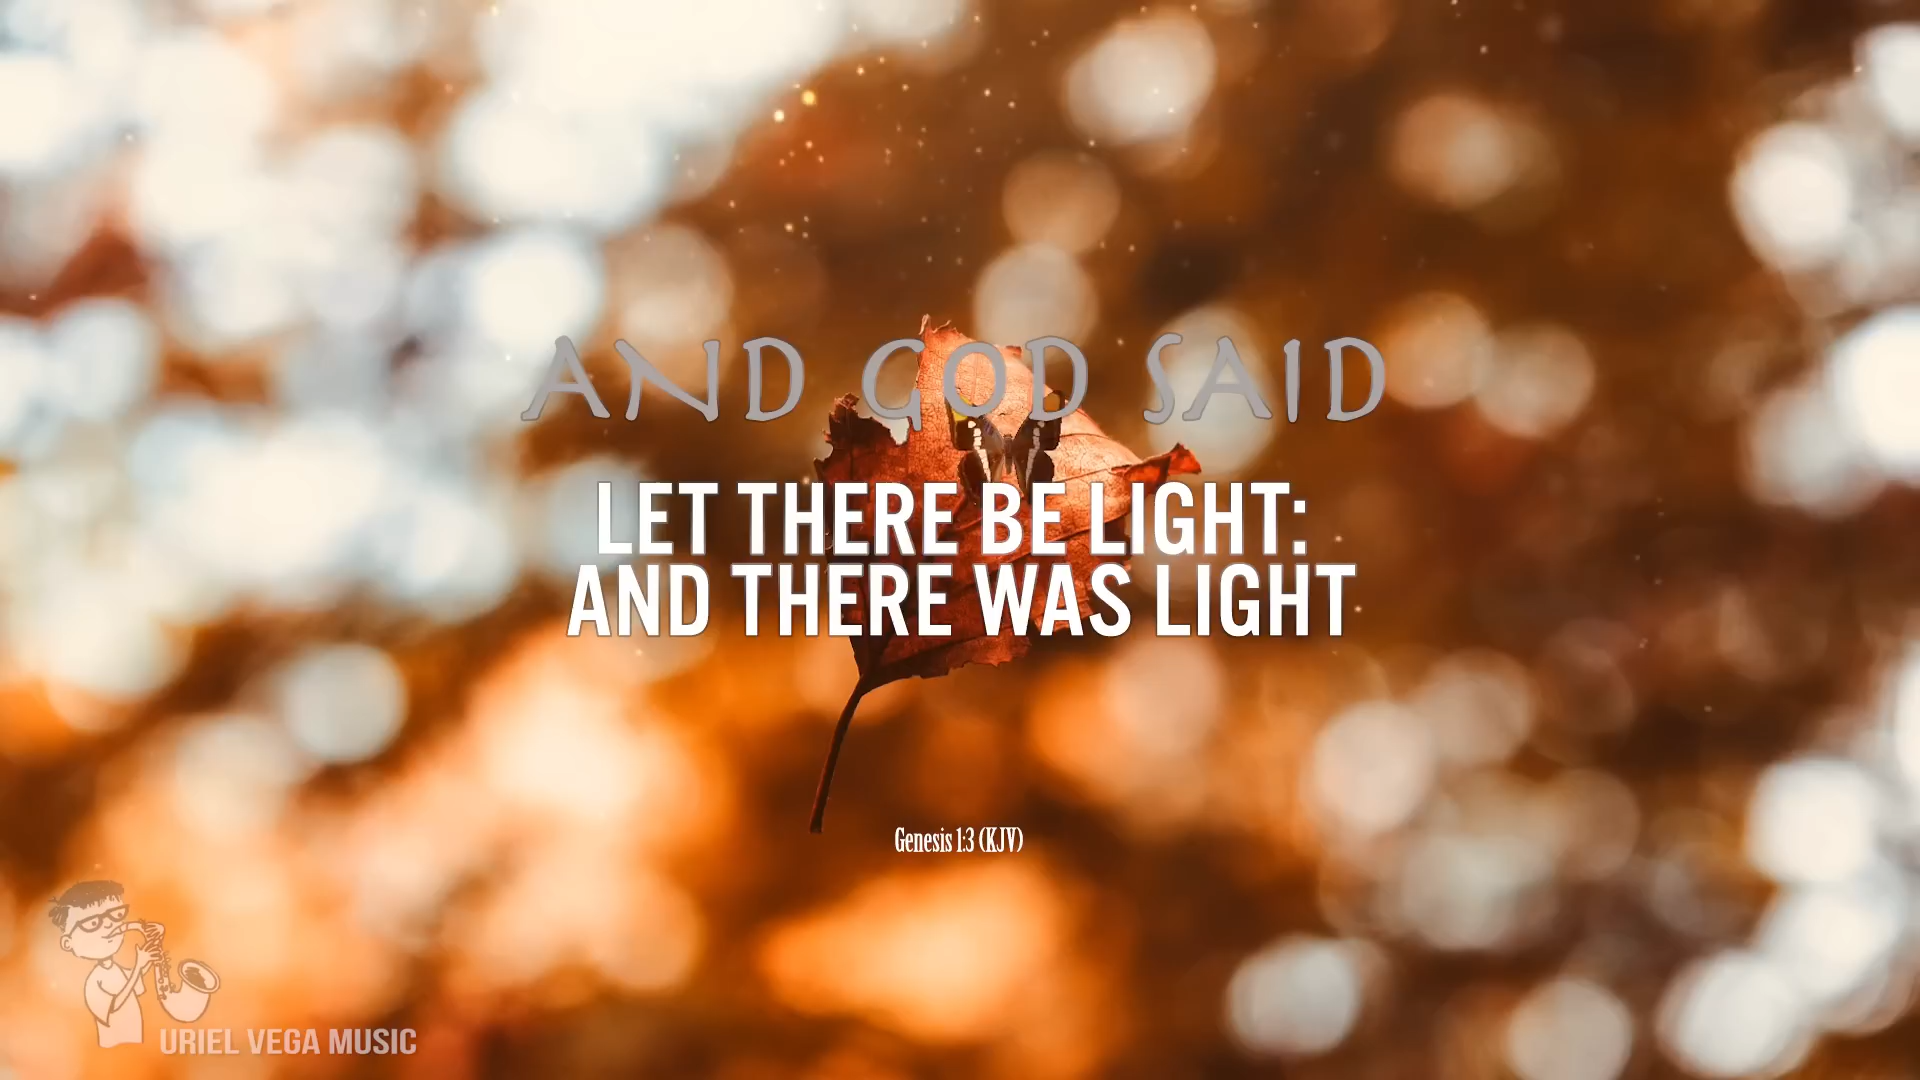 AND GOD SAID
LET THERE BE LIGHT:
AND THERE WAS LIGHT
Genesis 1:3 (KJV)
URIEL VEGA MUSIC